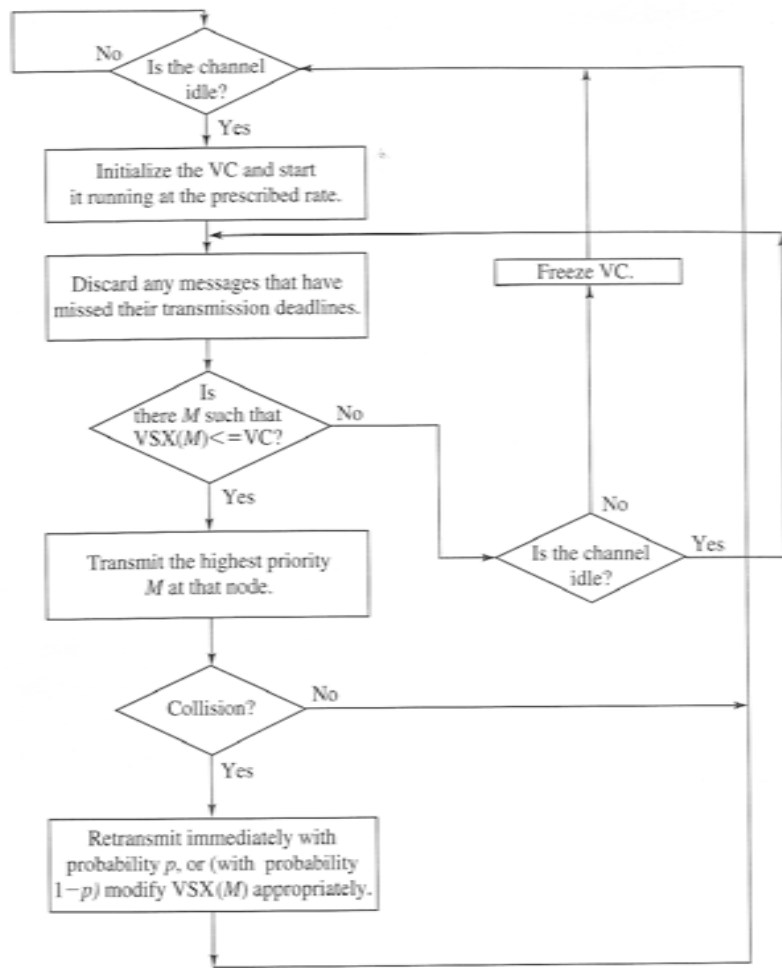 No
Is the channel
idle?
Yes
Initialize the VC and start
it running at the prescribed rate.
Discard any messages that have
missed their transmission deadlines.
Freeze VC.
Is
there M such that
VSX(M)<=VC?
No
Yes
No
Is the channel
idle?
Yes
Transmit the highest priority
M at that node.
Collision?
No
Yes
Retransmit immediately with
probability p, or (with probability
1−p) modify VSX(M) appropriately.